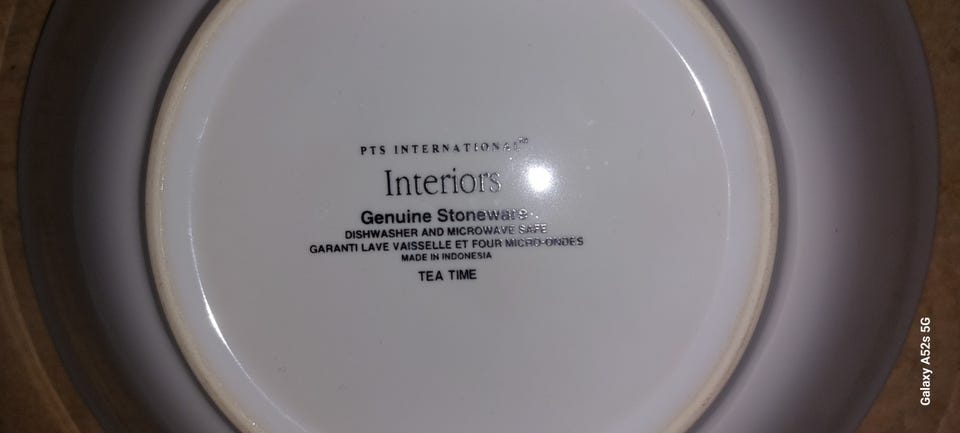 PTS INTERNATIONAL™
Interiors
Genuine Stoneware
DISHWASHER AND MICROWAVE SAFE
GARANTI LAVE VAISSELLE ET FOUR MICRO-ONDES
MADE IN INDONESIA
TEA TIME
Galaxy A52s 5G